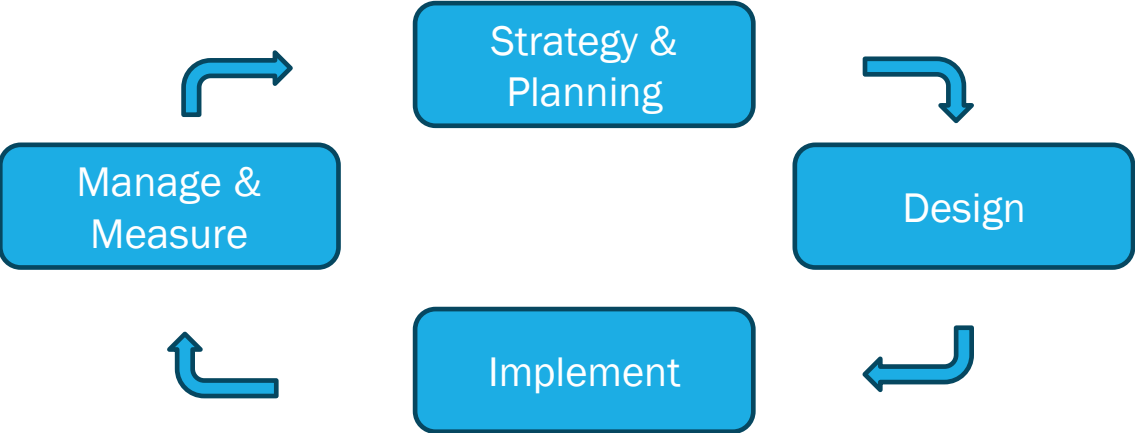 Strategy &
Planning
Manage &
Measure
Design
Implement